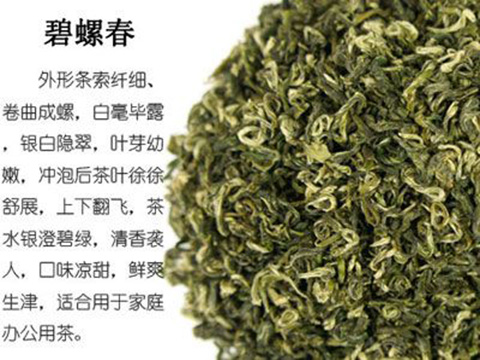 碧螺春
外形条索纤细、
卷曲成螺，白毫毕露
，银白隐翠，叶芽幼
嫩，冲泡后茶叶徐徐
舒展，上下翻飞，茶
水银澄碧绿，清香袭
人，口味凉甜，鲜爽
生津，适合用于家庭
办公用茶。